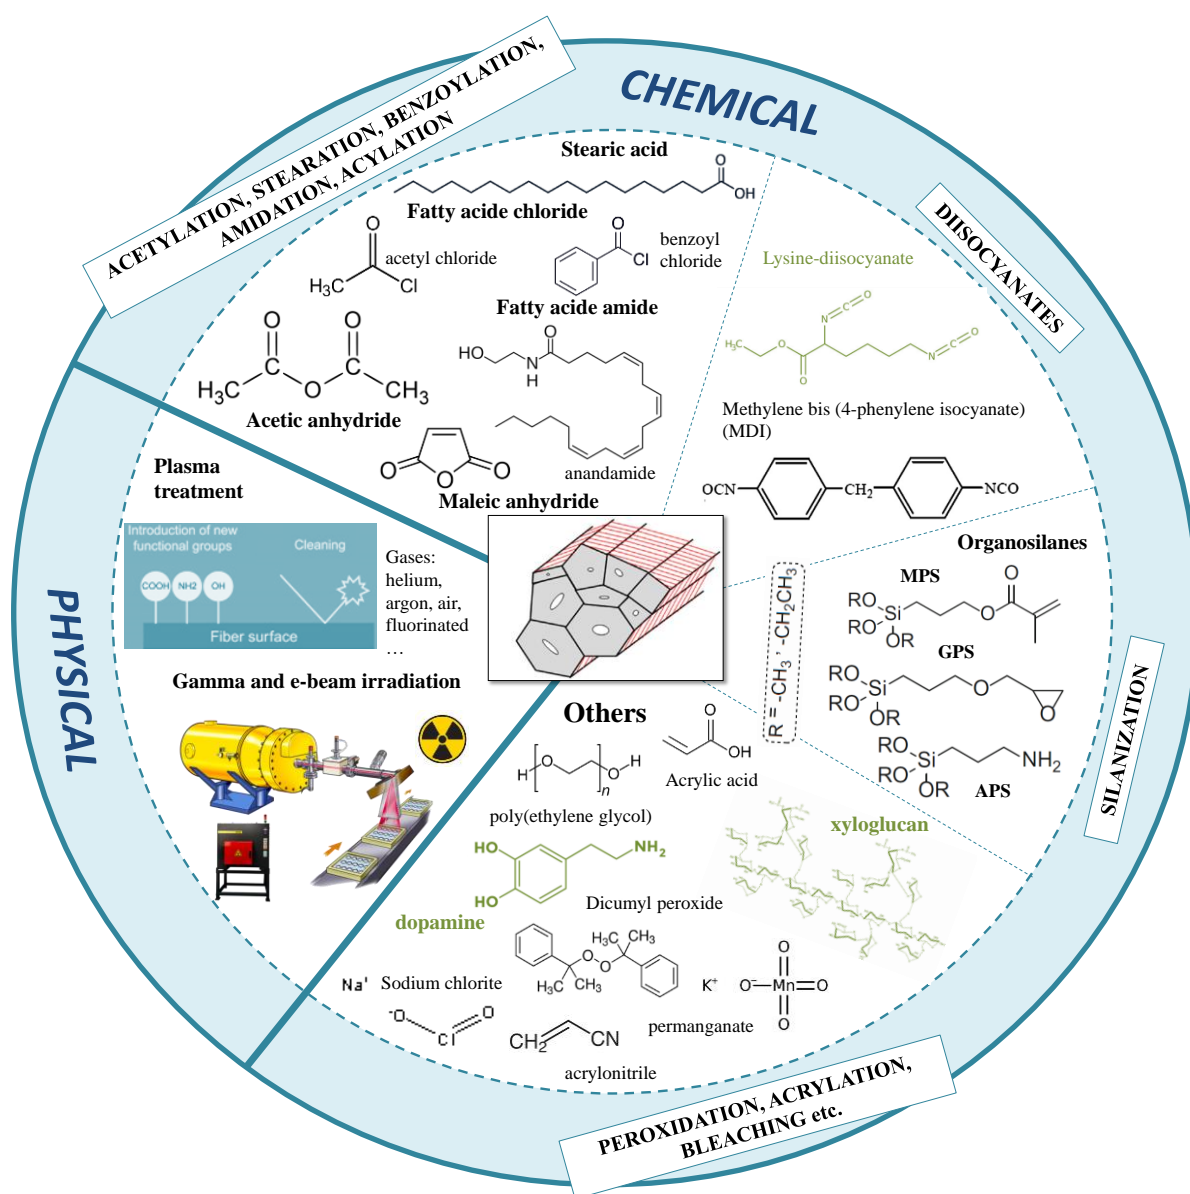 CHEMICAL
ACETYLATION, STEARATION, BENZOYLATION,
AMIDATION, ACYLATION
Stearic acid
O
OH
Fatty acide chloride
O
acetyl chloride
H₃C
Cl
O
Cl
benzoyl
chloride
Fatty acide amide
O
O
H₃C
O
CH₃
Acetic anhydride
O
HO
N
H
anandamide
O
O
O
Maleic anhydride
DIISOCYANATES
Lysine-diisocyanate
N
C
O
H₃C
O
O
N
C
O
Methylene bis (4-phenylene isocyanate)
(MDI)
OCN
CH₂
NCO
SILANIZATION
Organosilanes
MPS
RO
Si
RO
OR
O
O
GPS
RO
Si
RO
OR
O
O
RO
Si
RO
OR
NH₂
APS
R = -CH₃ , -CH₂CH₃
PHYSICAL
Plasma
treatment
Introduction of new
functional groups
Cleaning
COOH
NH2
OH
Fiber surface
Gases:
helium,
argon, air,
fluorinated
…
Gamma and e-beam irradiation
Others
H
O
O
H
n
poly(ethylene glycol)
O
OH
Acrylic acid
xyloglucan
HO
HO
NH₂
dopamine
Dicumyl peroxide
H₃C
CH₃
O
O
H₃C
CH₃
Na⁺
Sodium chlorite
⁻O
Cl
O
CH₂
CN
acrylonitrile
K⁺
O
O⁻
Mn
O
O
permanganate
PEROXIDATION, ACRYLATION,
BLEACHING etc.